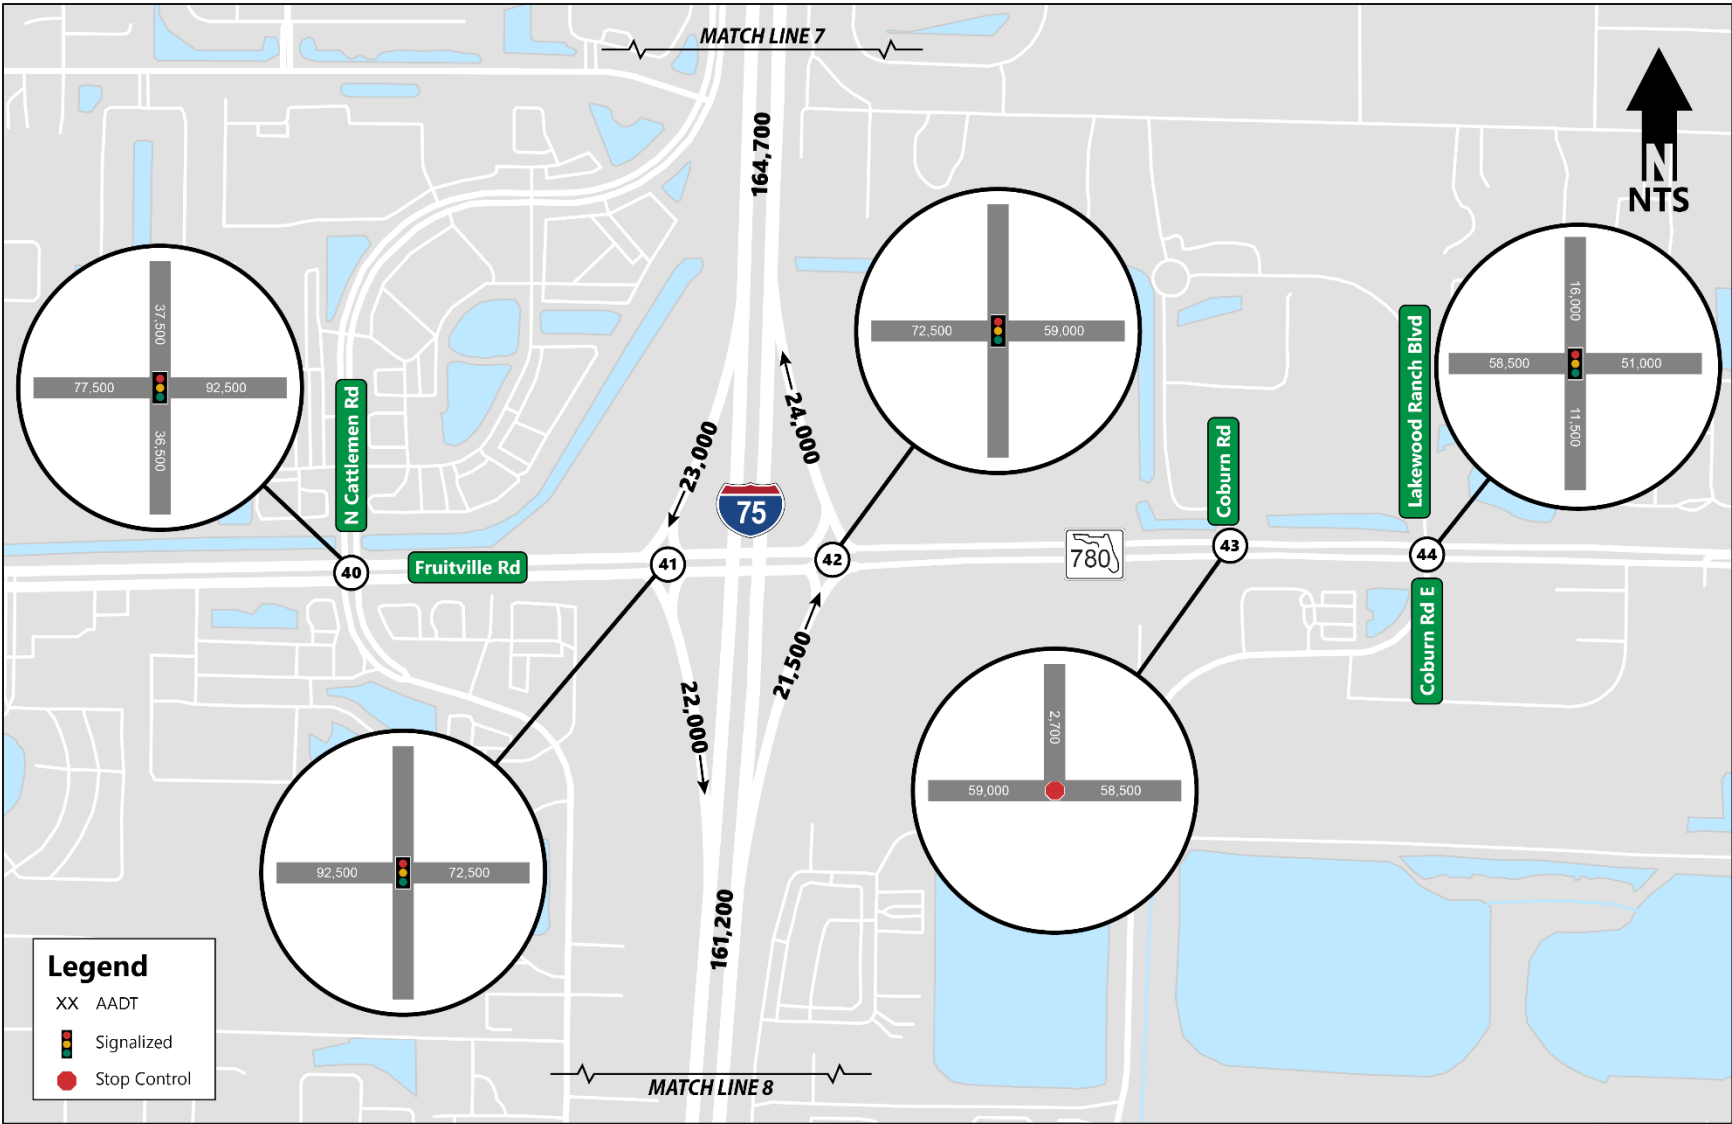 MATCH LINE 7
N
NTS
164,700
37,500
77,500
92,500
36,500
72,500
59,000
16,000
58,500
51,000
11,500
N Cattlemen Rd
23,000
24,000
75
Coburn Rd
Lakewood Ranch Blvd
40
Fruitville Rd
41
42
780
43
44
Coburn Rd E
22,000
21,500
2,700
59,000
58,500
92,500
72,500
161,200
Legend
XX AADT
Signalized
Stop Control
MATCH LINE 8